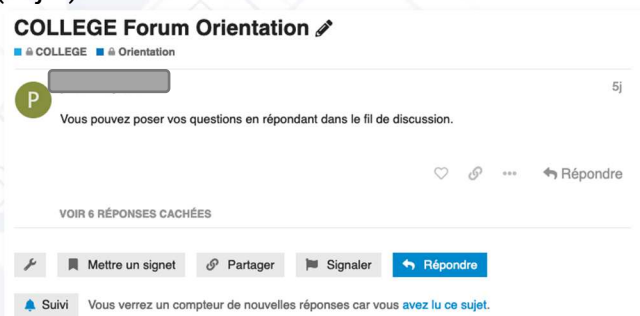 COLLEGE Forum Orientation
COLLEGE Orientation
P
5j
Vous pouvez poser vos questions en répondant dans le fil de discussion.
Répondre
VOIR 6 RÉPONSES CACHÉES
Mettre un signet Partager Signaler Répondre
Suivi Vous verrez un compteur de nouvelles réponses car vous avez lu ce sujet.